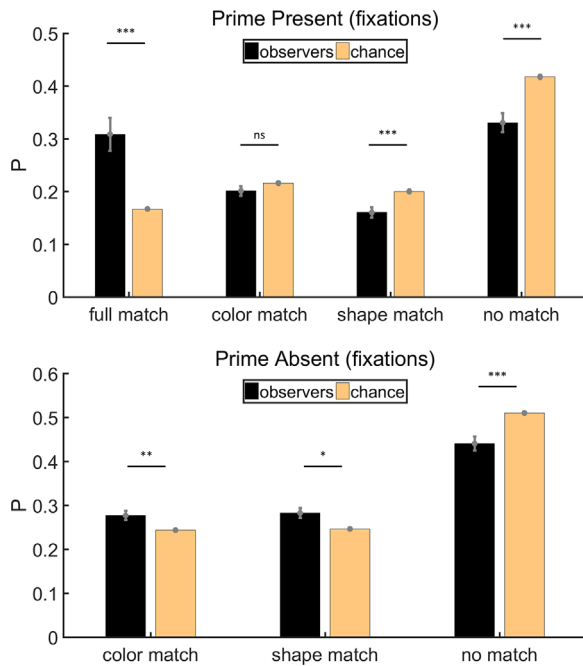 Prime Present (fixations)
observers chance
*** ns *** ***
0.5
0.4
0.3
0.2
0.1
0
P
full match color match shape match no match
Prime Absent (fixations)
observers chance
** * ***
0.6
0.5
0.4
0.3
0.2
0.1
0
P
color match shape match no match